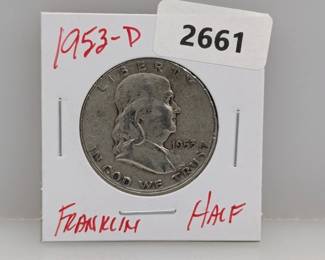 1953-D
2661
LIBERTY
1953
IN GOD WE TRUST
FRANKLIN HALF